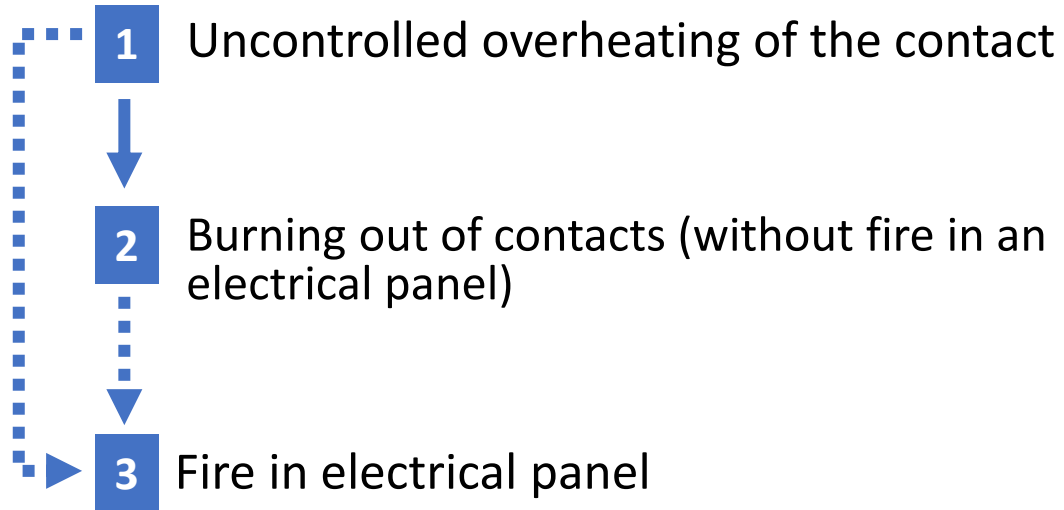 1 Uncontrolled overheating of the contact
2 Burning out of contacts (without fire in an
electrical panel)
3 Fire in electrical panel